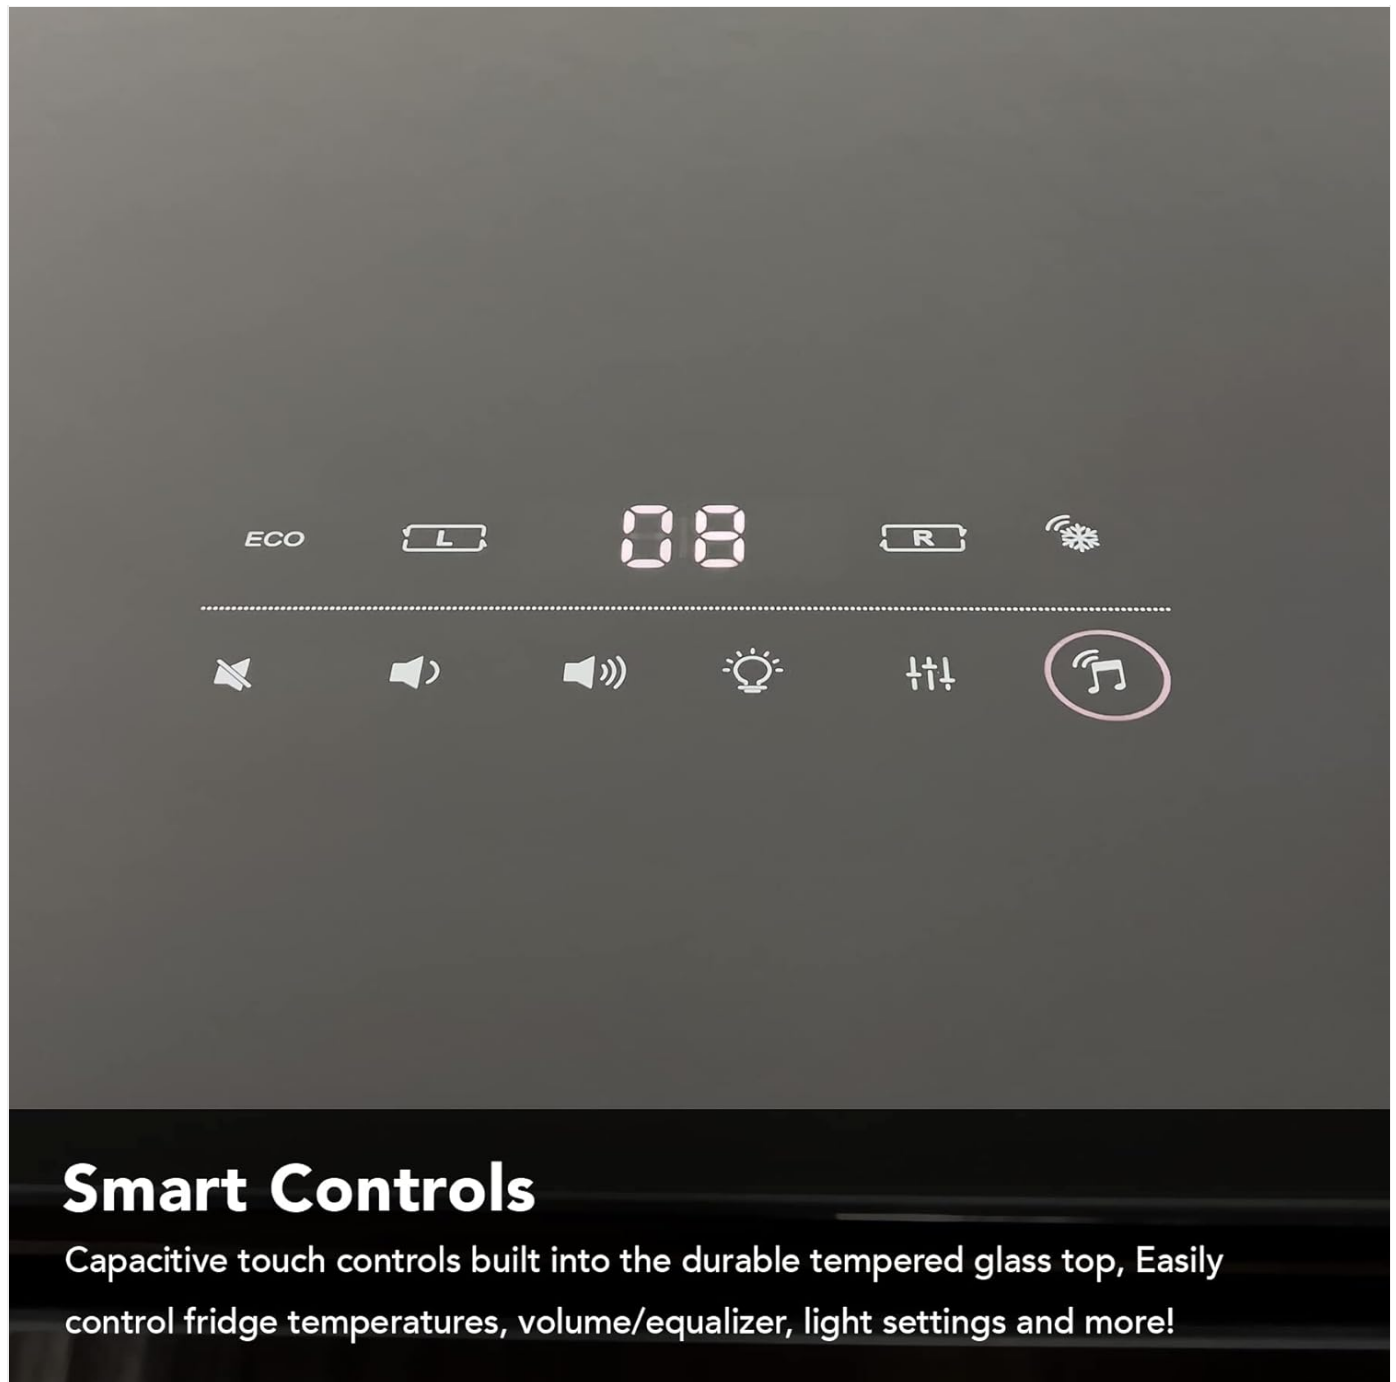 ECO L 08 R
Smart Controls
Capacitive touch controls built into the durable tempered glass top, Easily
control fridge temperatures, volume/equalizer, light settings and more!